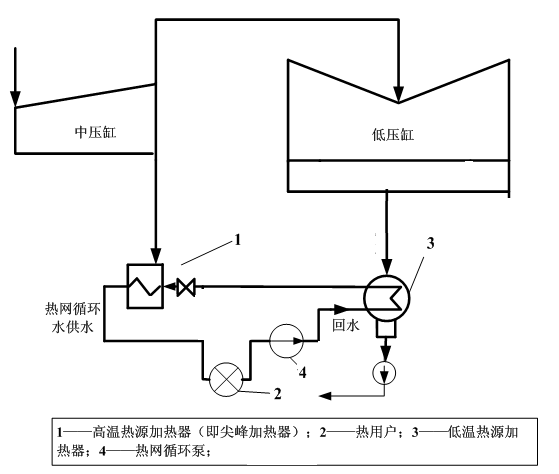 中压缸
低压缸
1
3
热网循环
水供水
回水
4
2
1——高温热源加热器（即尖峰加热器）；2——热用户；3——低温热源加
热器；4——热网循环泵；